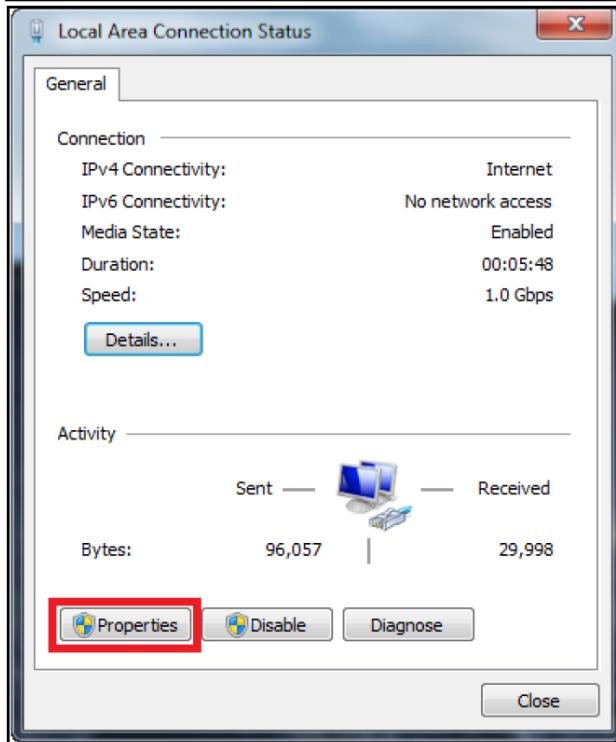 Local Area Connection Status
General
Connection
IPv4 Connectivity: Internet
IPv6 Connectivity: No network access
Media State: Enabled
Duration: 00:05:48
Speed: 1.0 Gbps
Details...
Activity
Sent Received
Bytes: 96,057 29,998
Properties Disable Diagnose
Close